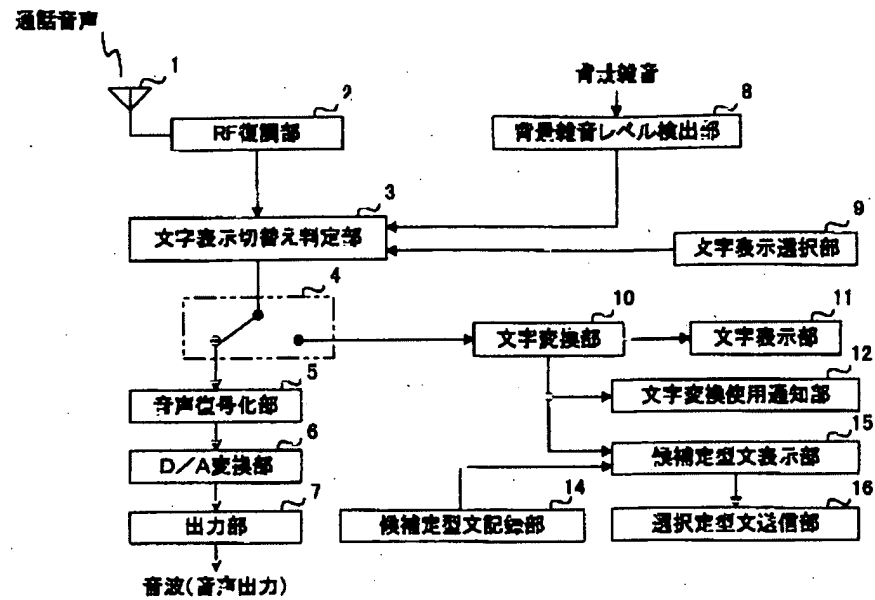 通話音声
1
背景雑音
2
RF復調部
8
背景雑音レベル検出部
3
文字表示切替え判定部
9
文字表示選択部
4
10
文字変換部
11
文字表示部
5
音声復号化部
12
文字変換使用通知部
6
D/A変換部
15
候補定型文表示部
7
出力部
14
候補定型文記録部
16
選択定型文送信部
音波(音声出力)